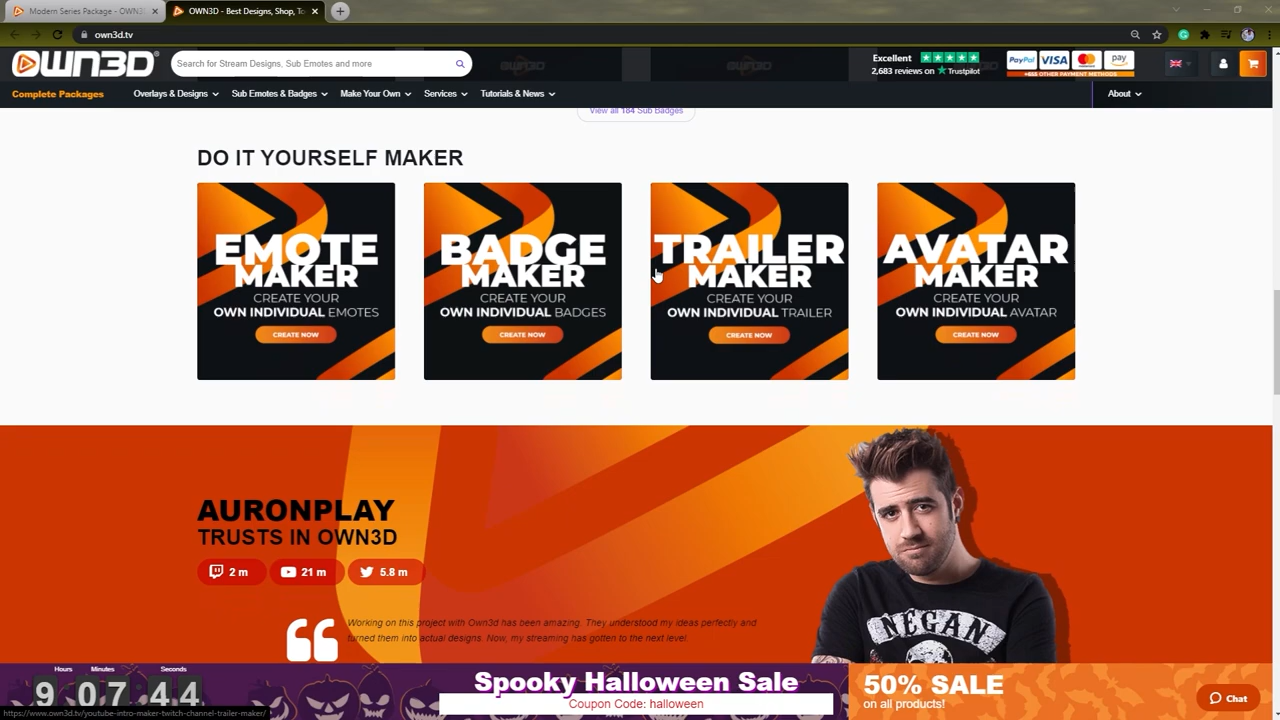 Modern Series Package - OWN3
OWN3D - Best Designs, Shop, To
own3d.tv
OWN3D®
Search for Stream Designs, Sub Emotes and more
Excellent
2,683 reviews on Trustpilot
PayPal VISA mastercard pay
Complete Packages
Overlays & Designs
Sub Emotes & Badges
Make Your Own
Services
Tutorials & News
About
View all 184 Sub Badges
DO IT YOURSELF MAKER
EMOTE
MAKER
CREATE YOUR
OWN INDIVIDUAL EMOTES
CREATE NOW
BADGE
MAKER
CREATE YOUR
OWN INDIVIDUAL BADGES
CREATE NOW
TRAILER
MAKER
CREATE YOUR
OWN INDIVIDUAL TRAILER
CREATE NOW
AVATAR
MAKER
CREATE YOUR
OWN INDIVIDUAL AVATAR
CREATE NOW
AURONPLAY
TRUSTS IN OWN3D
2 m
21 m
5.8 m
Working on this project with Own3d has been amazing. They understood my ideas perfectly and
turned them into actual designs. Now, my streaming has gotten to the next level.
NEGAN
Hours Minutes Seconds
9 07 44
Spooky Halloween Sale
Coupon Code: halloween
50% SALE
on all products!
Chat
https://www.own3d.tv/youtube-intro-maker-twitch-channel-trailer-maker/